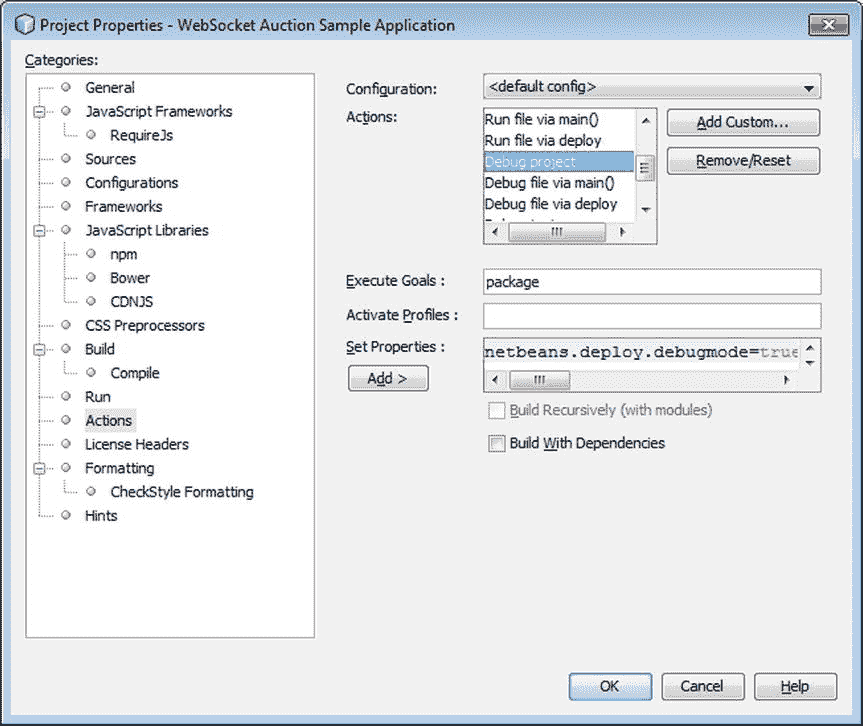 Project Properties - WebSocket Auction Sample Application
Categories:
General
JavaScript Frameworks
RequireJs
Sources
Configurations
Frameworks
JavaScript Libraries
npm
Bower
CDNJS
CSS Preprocessors
Build
Compile
Run
Actions
License Headers
Formatting
CheckStyle Formatting
Hints
Configuration:
<default config>
Actions:
Run file via main()
Run file via deploy
Debug project
Debug file via main()
Debug file via deploy
Add Custom...
Remove/Reset
Execute Goals :
package
Activate Profiles :
Set Properties :
netbeans.deploy.debugmode=true
Add >
Build Recursively (with modules)
Build With Dependencies
OK
Cancel
Help